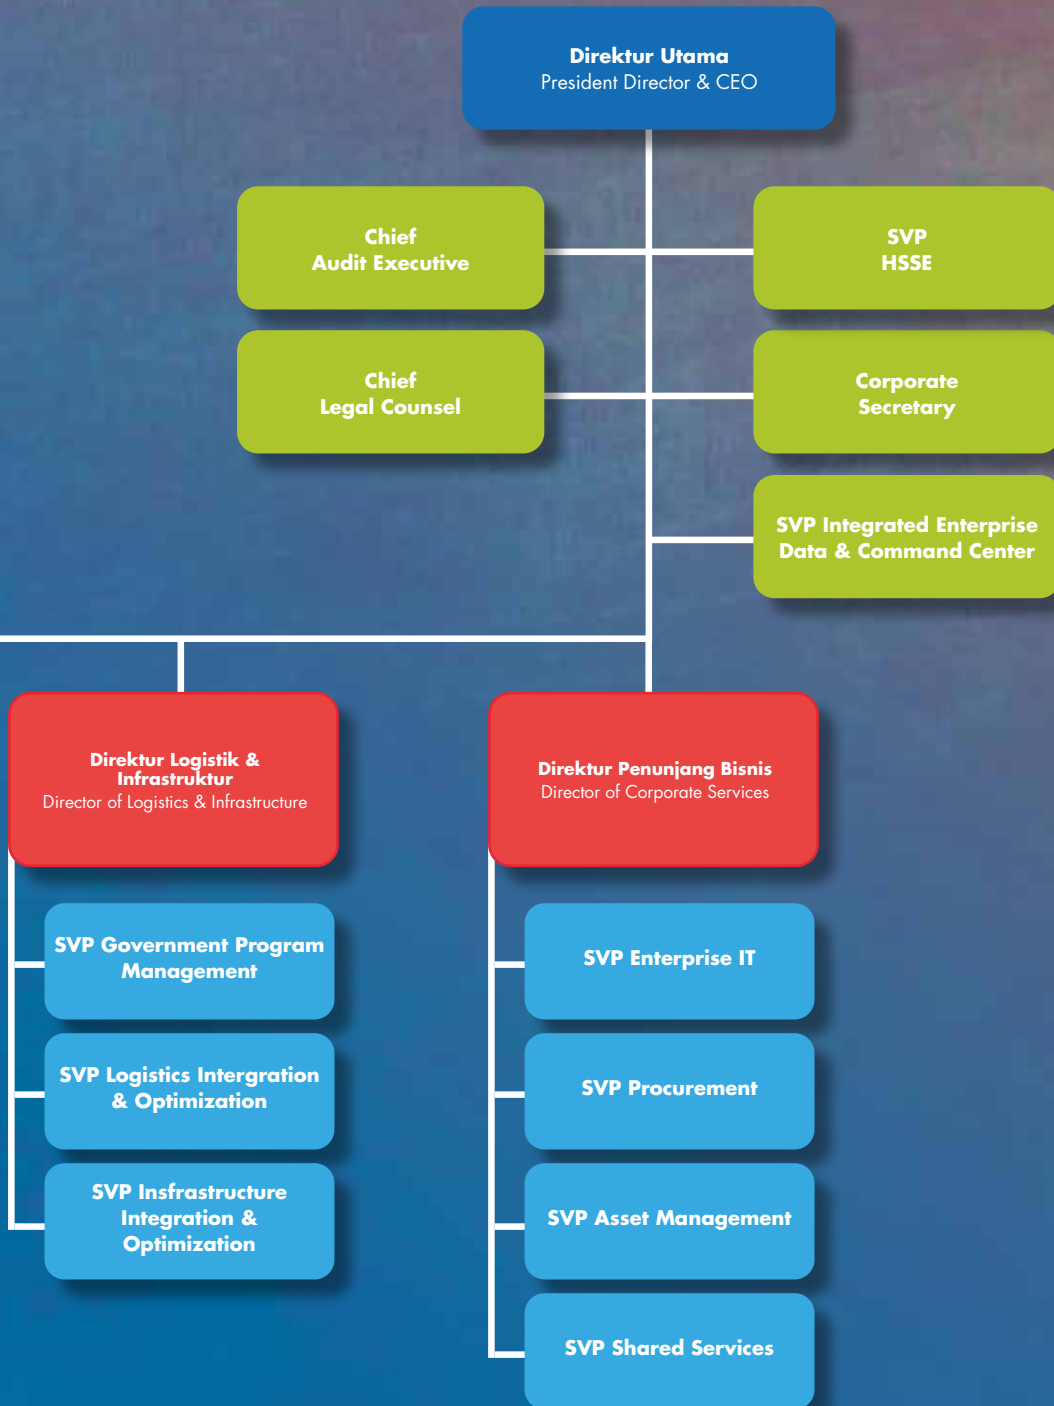 Direktur Utama
President Director & CEO
Chief
Audit Executive
SVP
HSSE
Chief
Legal Counsel
Corporate
Secretary
SVP Integrated Enterprise
Data & Command Center
Direktur Logistik &
Infrastruktur
Director of Logistics & Infrastructure
SVP Government Program
Management
SVP Logistics Intergration
& Optimization
SVP Insfrastructure
Integration &
Optimization
Direktur Penunjang Bisnis
Director of Corporate Services
SVP Enterprise IT
SVP Procurement
SVP Asset Management
SVP Shared Services